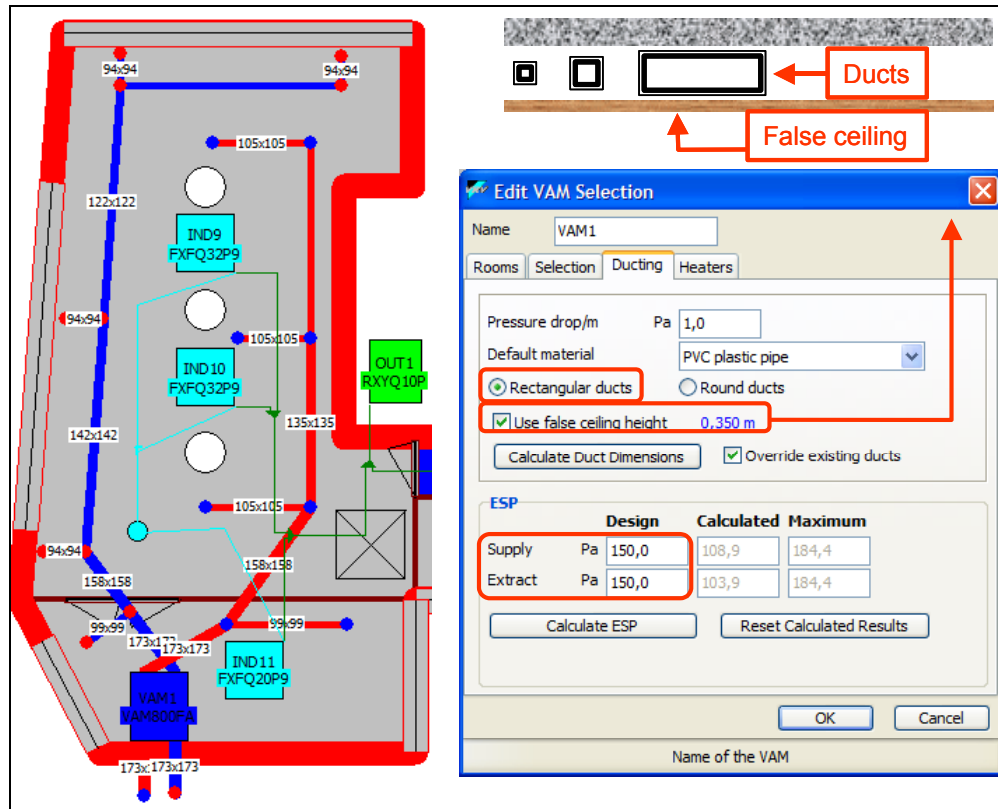 94x94
94x94
105x105
122x122
IND9
FXFQ32P9
94x94
105x105
IND10
FXFQ32P9
OUT1
RXYQ10P
135x135
142x142
105x105
94x94
158x158
158x158
99x99
99x99
173x173
173x173
IND11
FXFQ20P9
VAM1
VAM800FA
173x173
Ducts
False ceiling
Edit VAM Selection
Name VAM1
Rooms Selection Ducting Heaters
Pressure drop/m Pa 1,0
Default material PVC plastic pipe
Rectangular ducts Round ducts
Use false ceiling height 0,350 m
Calculate Duct Dimensions Override existing ducts
ESP
Design Calculated Maximum
Supply Pa 150,0 108,9 184,4
Extract Pa 150,0 103,9 184,4
Calculate ESP Reset Calculated Results
OK Cancel
Name of the VAM